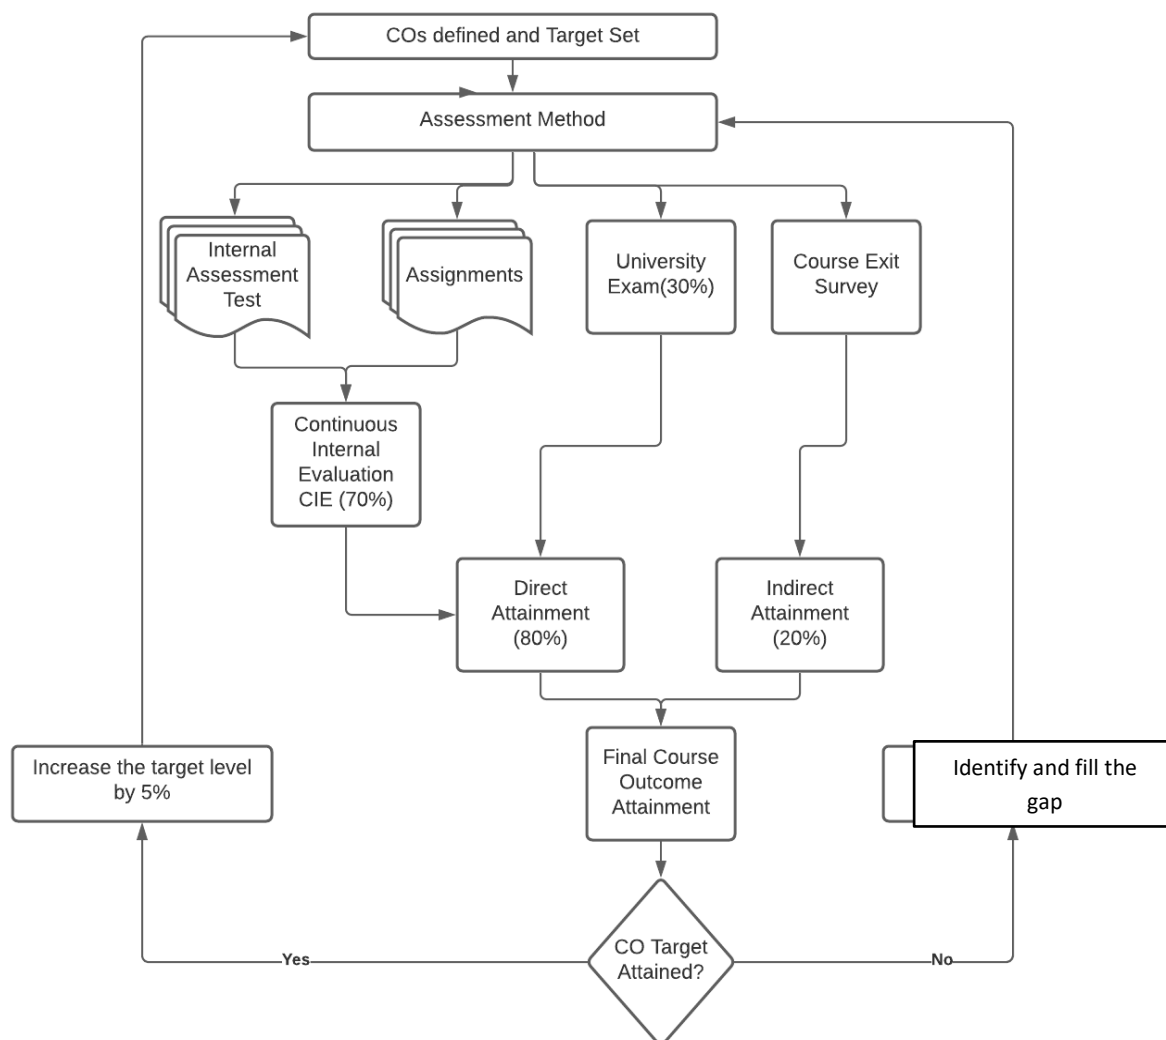 COs defined and Target Set
Assessment Method
Internal
Assessment
Test
Assignments
University
Exam(30%)
Course Exit
Survey
Continuous
Internal
Evaluation
CIE (70%)
Direct
Attainment
(80%)
Indirect
Attainment
(20%)
Increase the target level
by 5%
Final Course
Outcome
Attainment
Identify and fill the
gap
CO Target
Attained?
Yes
No